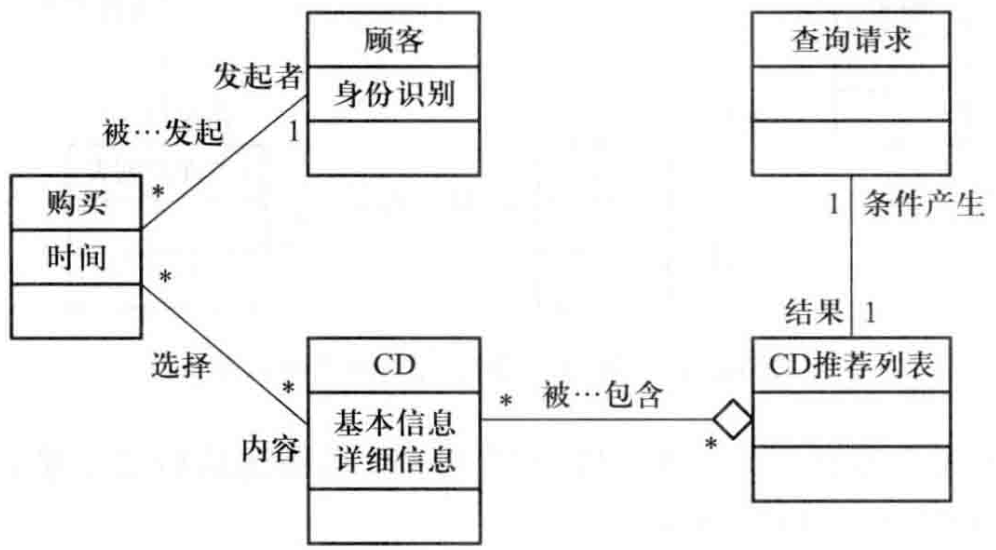 顾客
查询请求
发起者
身份识别
被…发起
1
*
购买
时间
*
1
条件产生
选择
*
内容
结果
1
CD
基本信息
详细信息
*
被…包含
*
CD推荐列表